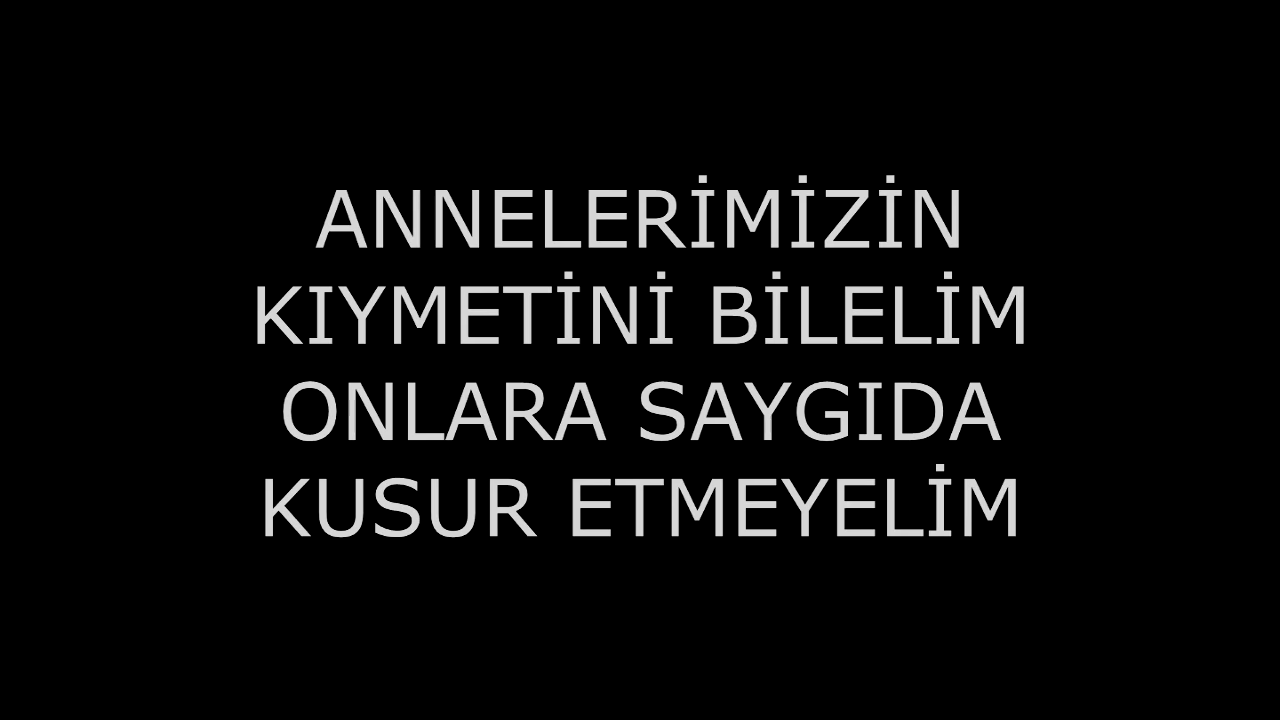 ANNELERİMİZİN
KIYMETİNİ BİLELİM
ONLARA SAYGIDA
KUSUR ETMEYELİM